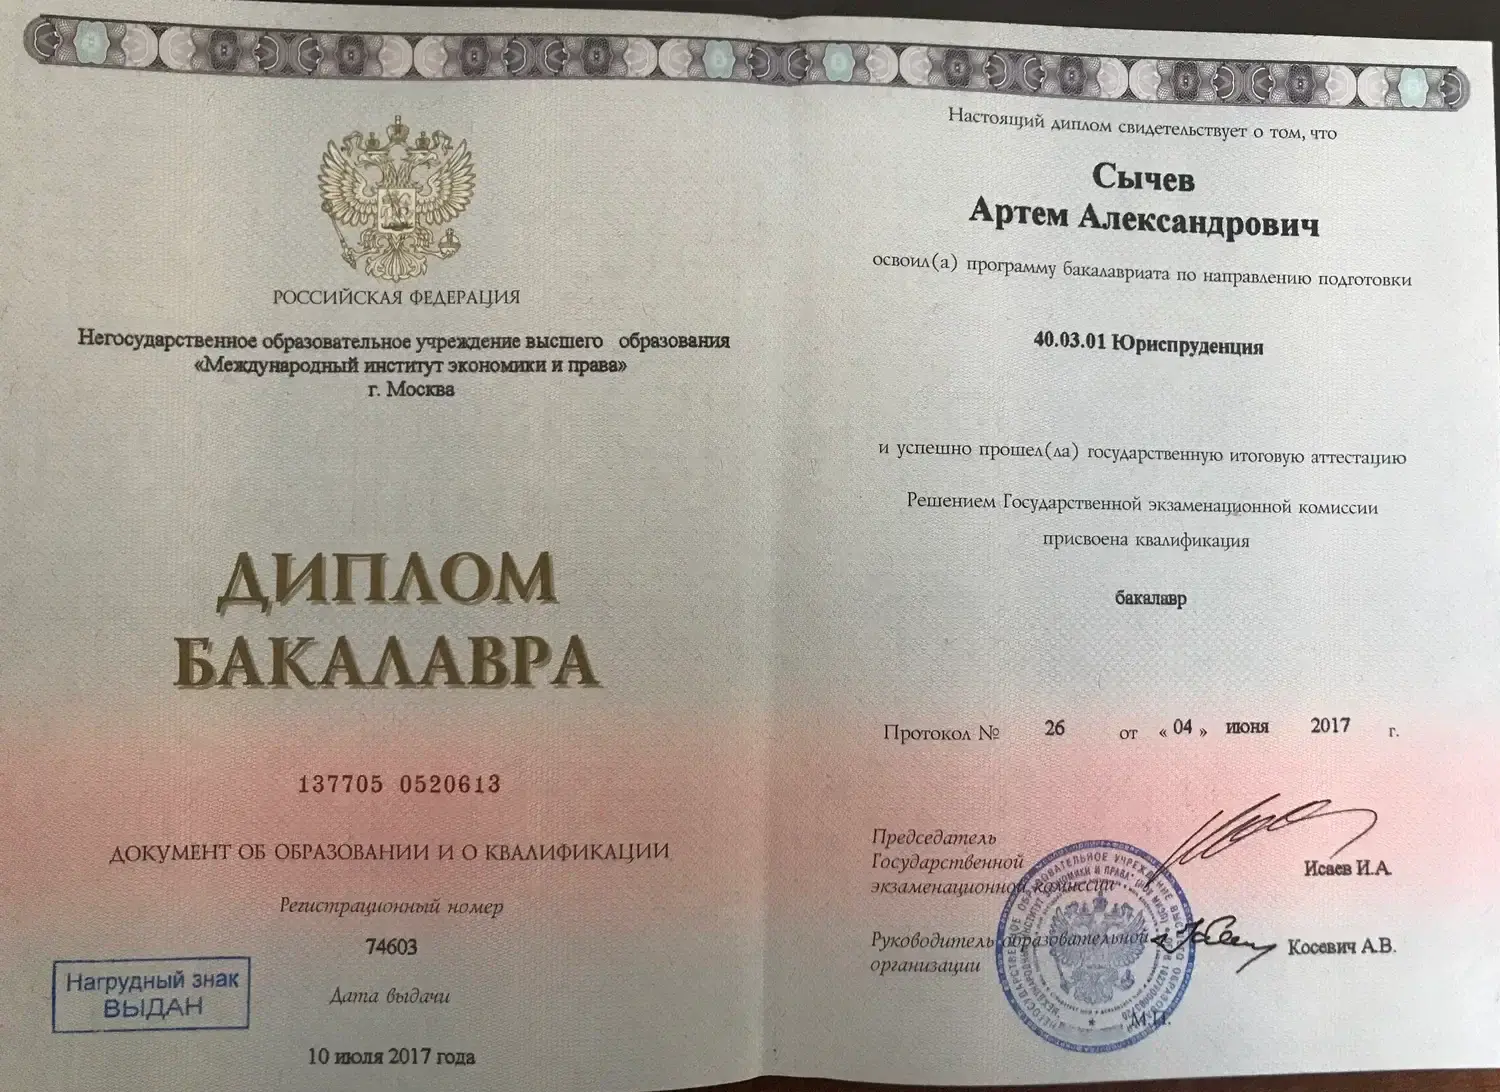 РОССИЙСКАЯ ФЕДЕРАЦИЯ
Негосударственное образовательное учреждение высшего образования
«Международный институт экономики и права»
г. Москва
ДИПЛОМ
БАКАЛАВРА
137705 0520613
ДОКУМЕНТ ОБ ОБРАЗОВАНИИ И О КВАЛИФИКАЦИИ
Регистрационный номер
74603
Нагрудный знак
ВЫДАН
Дата выдачи
10 июля 2017 года
Настоящий диплом свидетельствует о том, что
Сычев
Артем Александрович
освоил(а) программу бакалавриата по направлению подготовки
40.03.01 Юриспруденция
и успешно прошел(ла) государственную итоговую аттестацию
Решением Государственной экзаменационной комиссии
присвоена квалификация
бакалавр
Протокол № 26 от «04» июня 2017 г.
Председатель
Государственной
экзаменационной комиссии
Исаев И.А.
Руководитель образовательной
организации
Косевич А.В.
М.П.